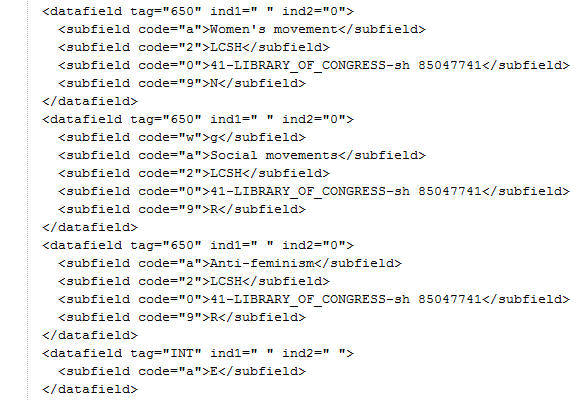 <datafield tag="650" ind1=" " ind2="0">
<subfield code="a">Women's movement</subfield>
<subfield code="2">LCSH</subfield>
<subfield code="0">41-LIBRARY_OF_CONGRESS-sh 85047741</subfield>
<subfield code="9">N</subfield>
</datafield>
<datafield tag="650" ind1=" " ind2="0">
<subfield code="w">g</subfield>
<subfield code="a">Social movements</subfield>
<subfield code="2">LCSH</subfield>
<subfield code="0">41-LIBRARY_OF_CONGRESS-sh 85047741</subfield>
<subfield code="9">R</subfield>
</datafield>
<datafield tag="650" ind1=" " ind2="0">
<subfield code="a">Anti-feminism</subfield>
<subfield code="2">LCSH</subfield>
<subfield code="0">41-LIBRARY_OF_CONGRESS-sh 85047741</subfield>
<subfield code="9">R</subfield>
</datafield>
<datafield tag="INT" ind1=" " ind2=" ">
<subfield code="a">E</subfield>
</datafield>